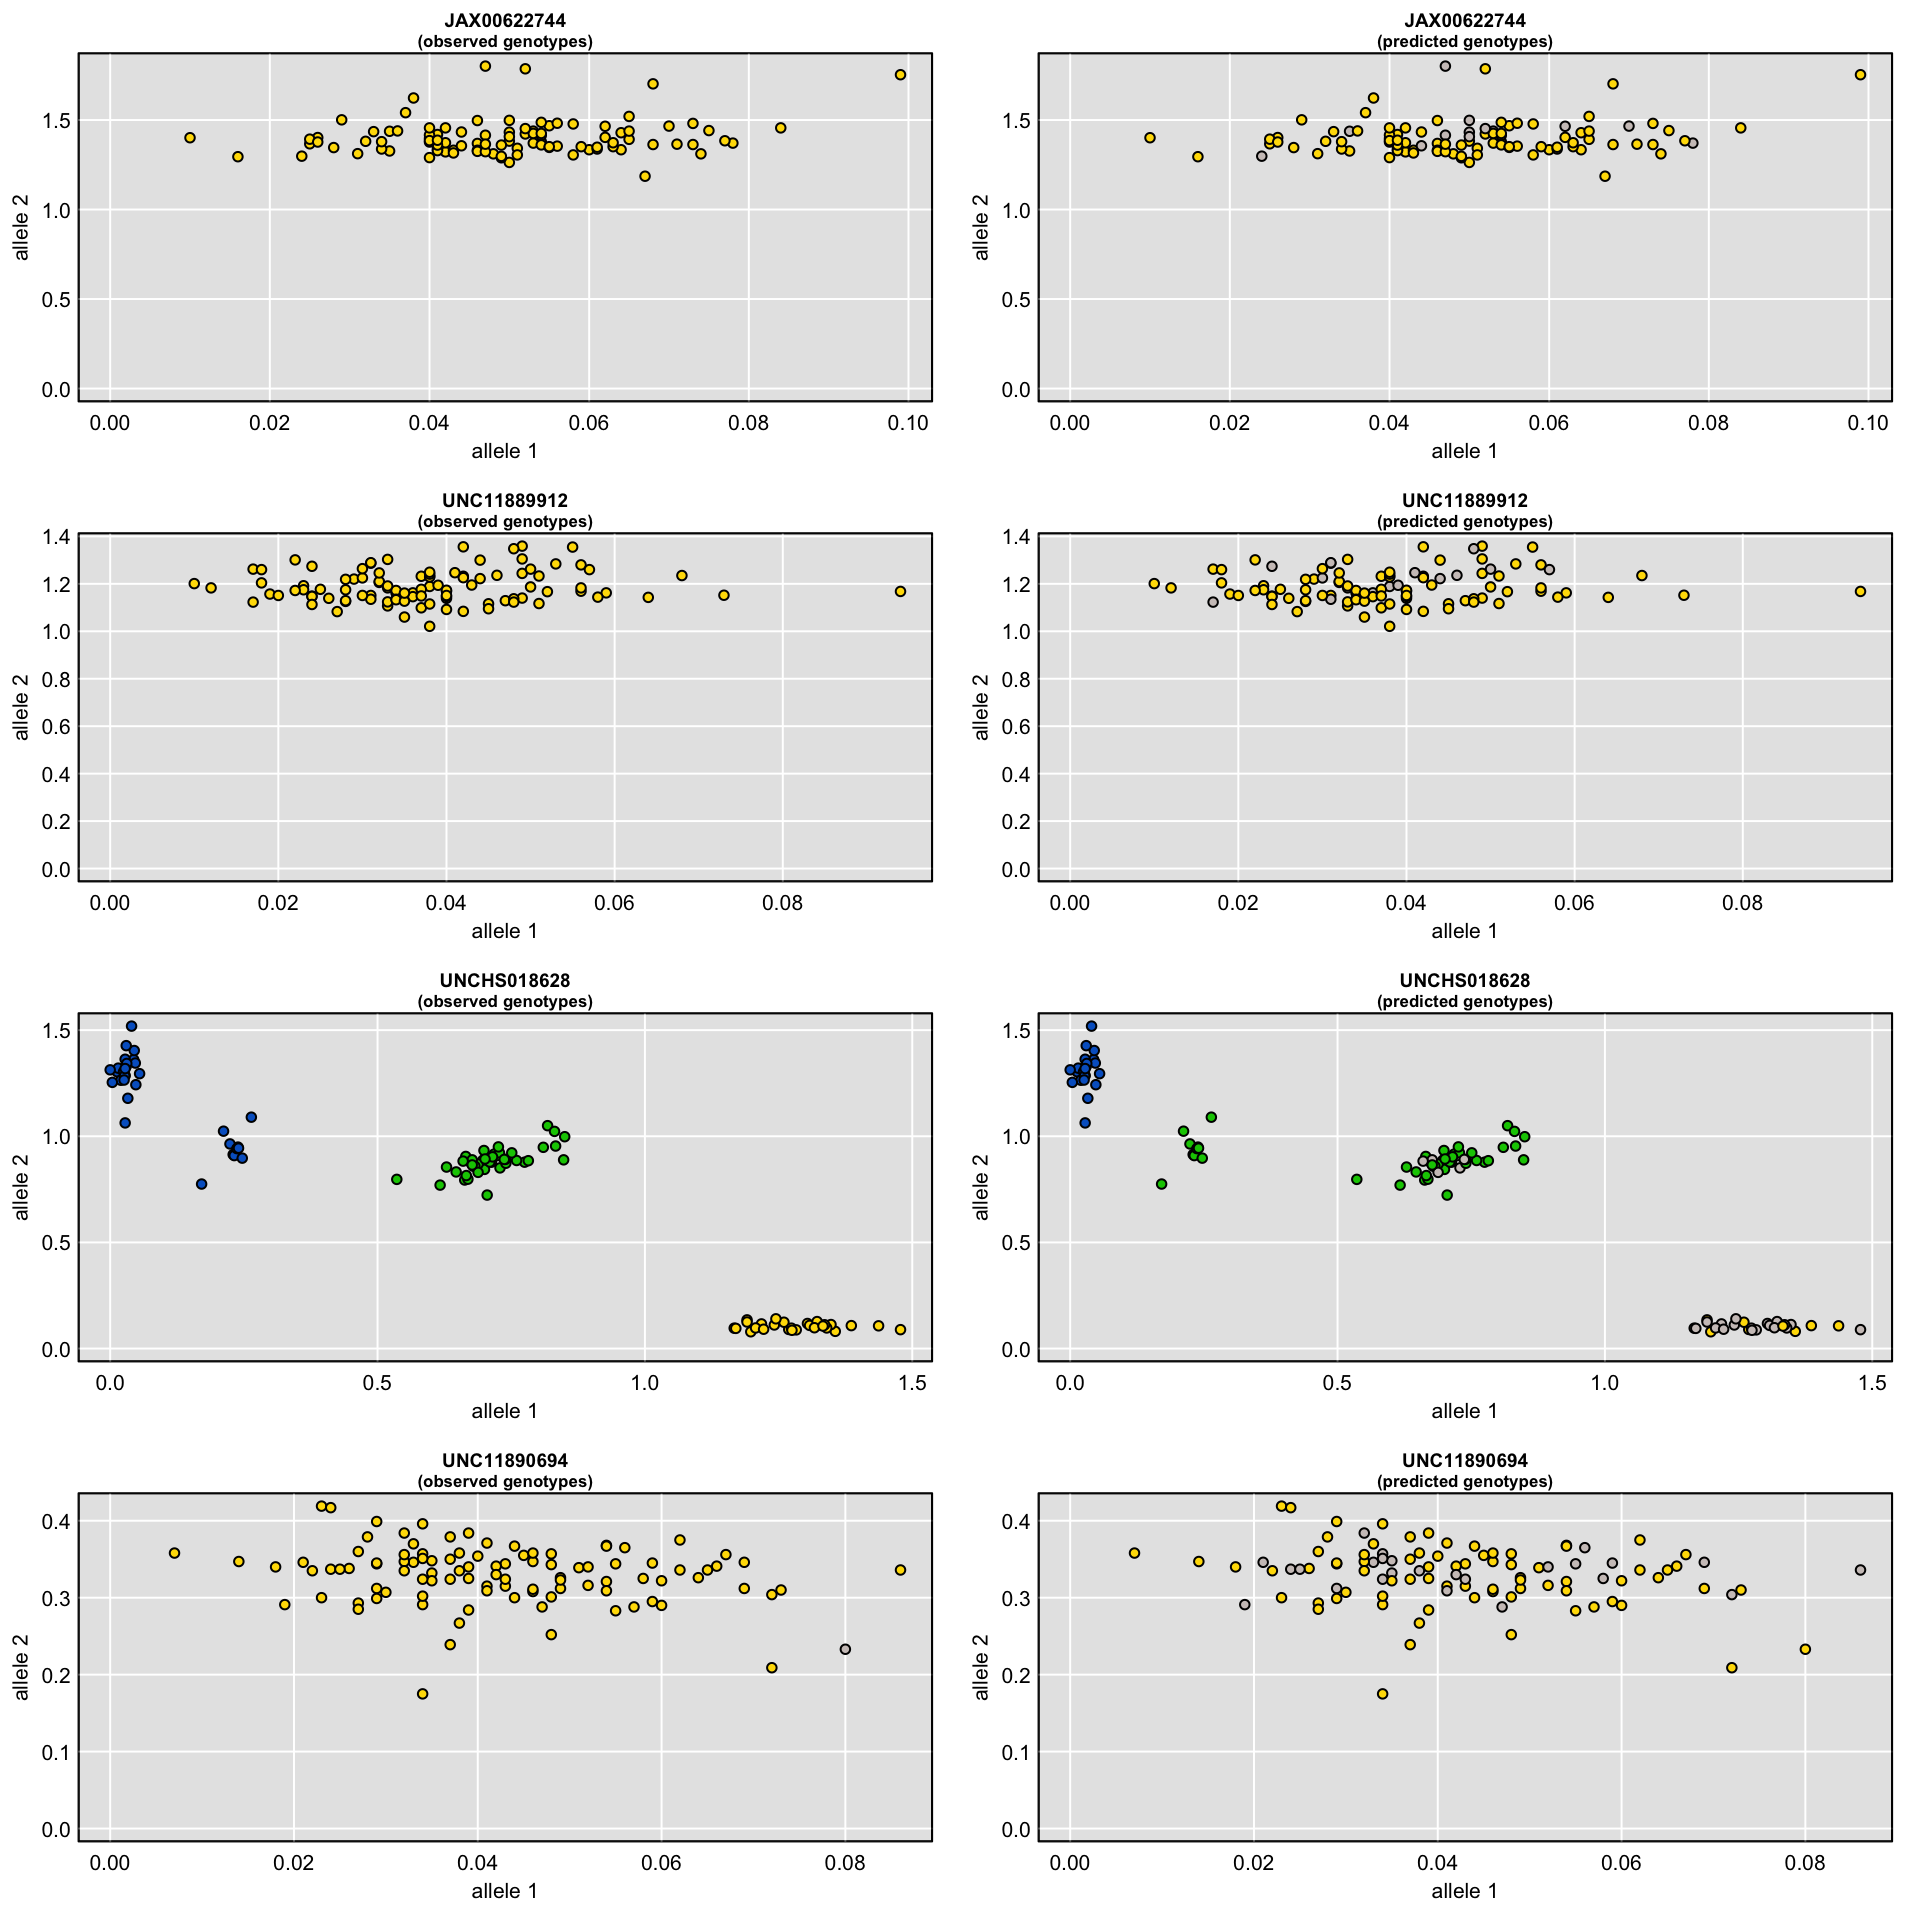 JAX00622744
(observed genotypes)
allele 2
1.5
1.0
0.5
0.0
0.00 0.02 0.04 0.06 0.08 0.10
allele 1
JAX00622744
(predicted genotypes)
allele 2
1.5
1.0
0.5
0.0
0.00 0.02 0.04 0.06 0.08 0.10
allele 1
UNC11889912
(observed genotypes)
allele 2
1.4
1.2
1.0
0.8
0.6
0.4
0.2
0.0
0.00 0.02 0.04 0.06 0.08
allele 1
UNC11889912
(predicted genotypes)
allele 2
1.4
1.2
1.0
0.8
0.6
0.4
0.2
0.0
0.00 0.02 0.04 0.06 0.08
allele 1
UNCHS018628
(observed genotypes)
allele 2
1.5
1.0
0.5
0.0
0.0 0.5 1.0 1.5
allele 1
UNCHS018628
(predicted genotypes)
allele 2
1.5
1.0
0.5
0.0
0.0 0.5 1.0 1.5
allele 1
UNC11890694
(observed genotypes)
allele 2
0.4
0.3
0.2
0.1
0.0
0.00 0.02 0.04 0.06 0.08
allele 1
UNC11890694
(predicted genotypes)
allele 2
0.4
0.3
0.2
0.1
0.0
0.00 0.02 0.04 0.06 0.08
allele 1